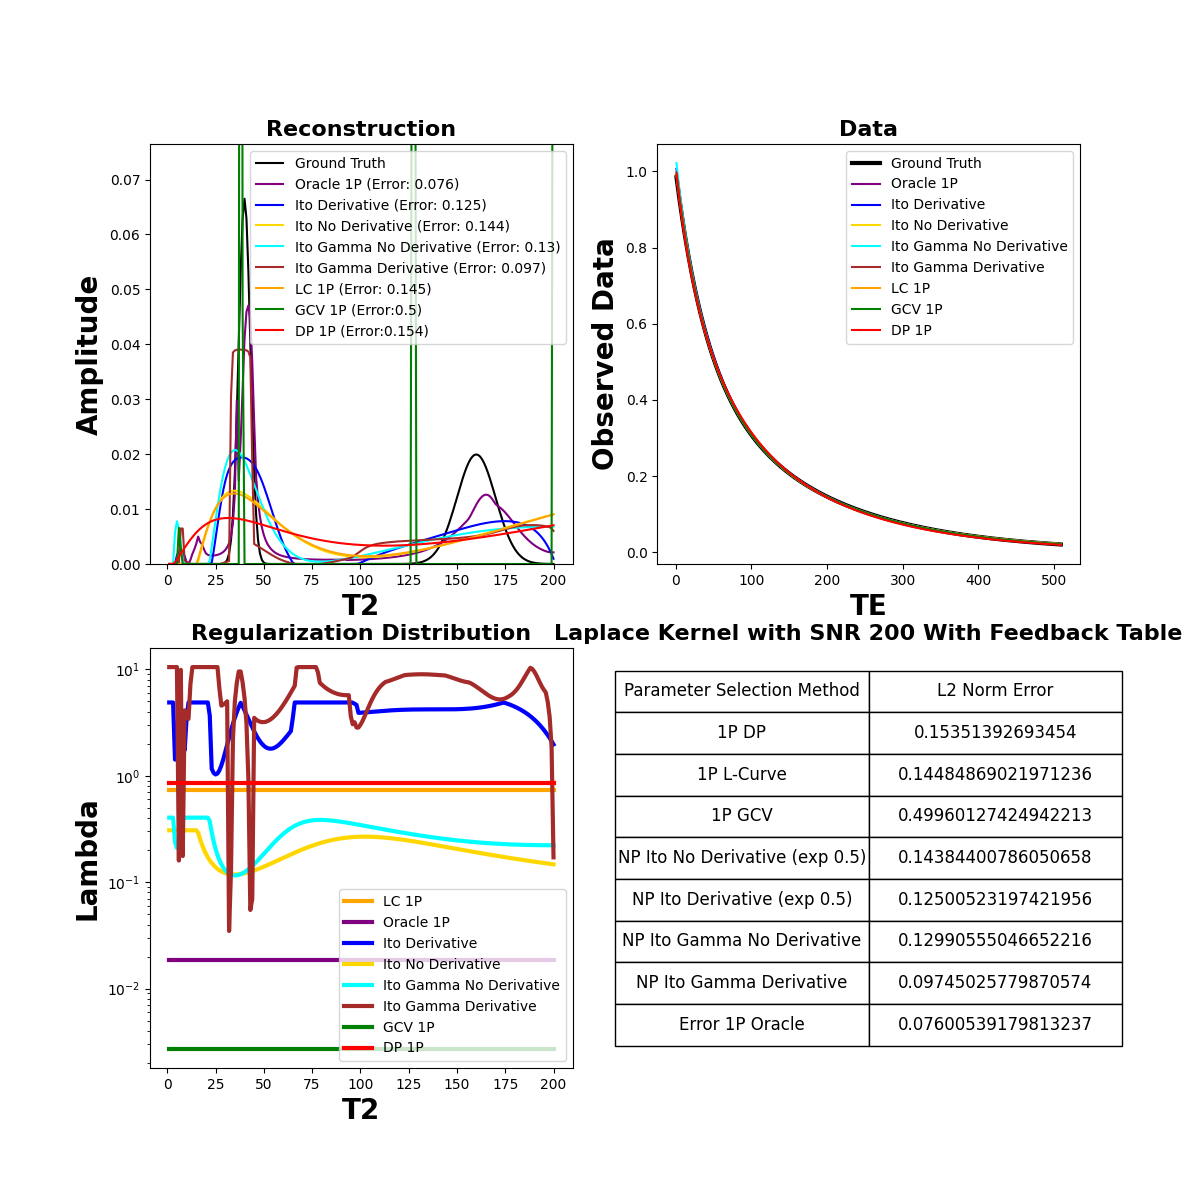 Reconstruction
Amplitude
0.07
0.06
0.05
0.04
0.03
0.02
0.01
0.00
Ground Truth
Oracle 1P (Error: 0.076)
Ito Derivative (Error: 0.125)
Ito No Derivative (Error: 0.144)
Ito Gamma No Derivative (Error: 0.13)
Ito Gamma Derivative (Error: 0.097)
LC 1P (Error: 0.145)
GCV 1P (Error:0.5)
DP 1P (Error:0.154)
0 25 50 75 100 125 150 175 200
T2
Data
Observed Data
1.0
0.8
0.6
0.4
0.2
0.0
Ground Truth
Oracle 1P
Ito Derivative
Ito No Derivative
Ito Gamma No Derivative
Ito Gamma Derivative
LC 1P
GCV 1P
DP 1P
0 100 200 300 400 500
TE
Regularization Distribution
Lambda
10¹
10⁰
10⁻¹
10⁻²
LC 1P
Oracle 1P
Ito Derivative
Ito No Derivative
Ito Gamma No Derivative
Ito Gamma Derivative
GCV 1P
DP 1P
0 25 50 75 100 125 150 175 200
T2
Laplace Kernel with SNR 200 With Feedback Table
Parameter Selection Method L2 Norm Error
1P DP 0.15351392693454
1P L-Curve 0.14484869021971236
1P GCV 0.49960127424942213
NP Ito No Derivative (exp 0.5) 0.14384400786050658
NP Ito Derivative (exp 0.5) 0.12500523197421956
NP Ito Gamma No Derivative 0.12990555046652216
NP Ito Gamma Derivative 0.09745025779870574
Error 1P Oracle 0.07600539179813237